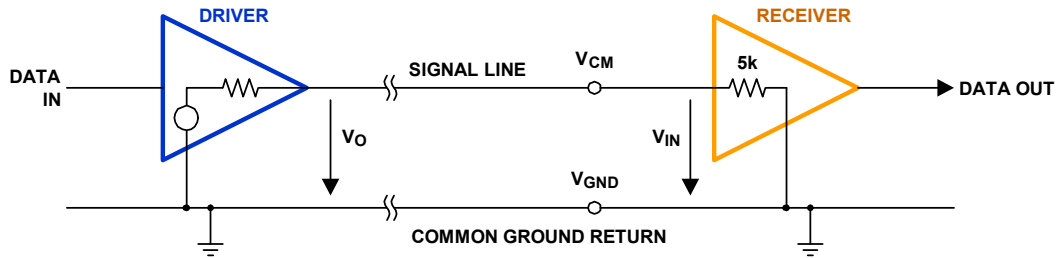 DRIVER
RECEIVER
DATA
IN
SIGNAL LINE
VCM
5k
DATA OUT
VO
VIN
VGND
COMMON GROUND RETURN